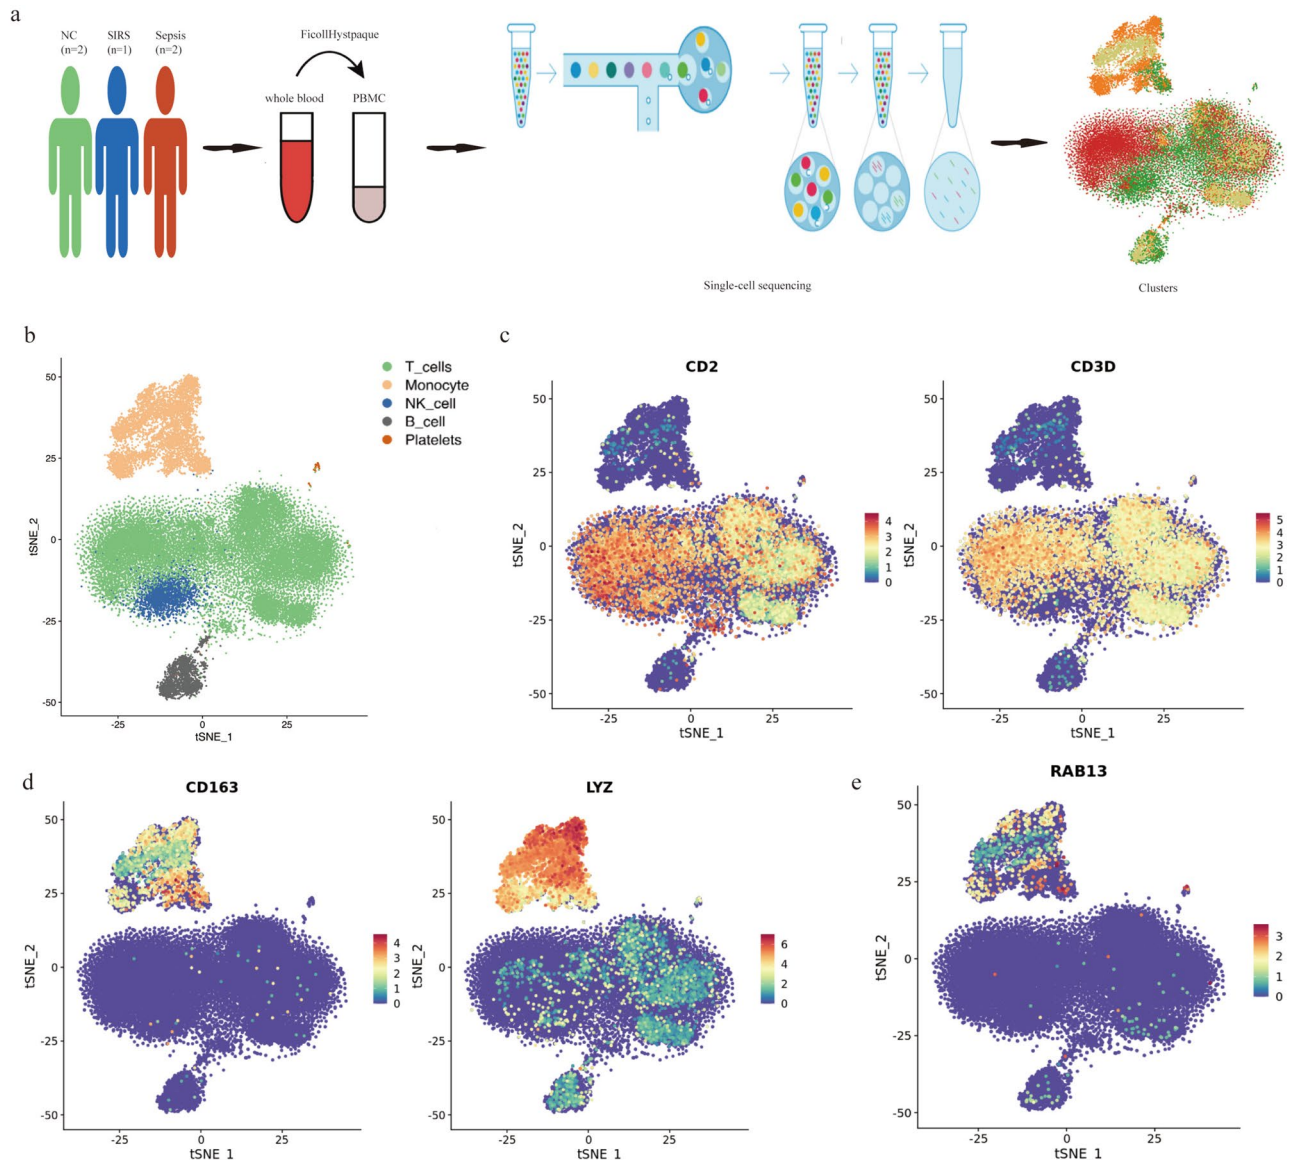 a
NC SIRS Sepsis
(n=2) (n=1) (n=2)
FicollHystpaque
whole blood PBMC
Single-cell sequencing
Clusters
b
T_cells
Monocyte
NK_cell
B_cell
Platelets
50
25
0
-25
-50
tSNE_2
-25 0 25
tSNE_1
c
CD2
50
25
0
-25
-50
tSNE_2
-25 0 25
tSNE_1
4
3
2
1
0
CD3D
50
25
0
-25
-50
tSNE_2
-25 0 25
tSNE_1
5
4
3
2
1
0
d
CD163
50
25
0
-25
-50
tSNE_2
-25 0 25
tSNE_1
4
3
2
1
0
LYZ
50
25
0
-25
-50
tSNE_2
-25 0 25
tSNE_1
6
4
2
0
e
RAB13
50
25
0
-25
-50
tSNE_2
-25 0 25
tSNE_1
3
2
1
0